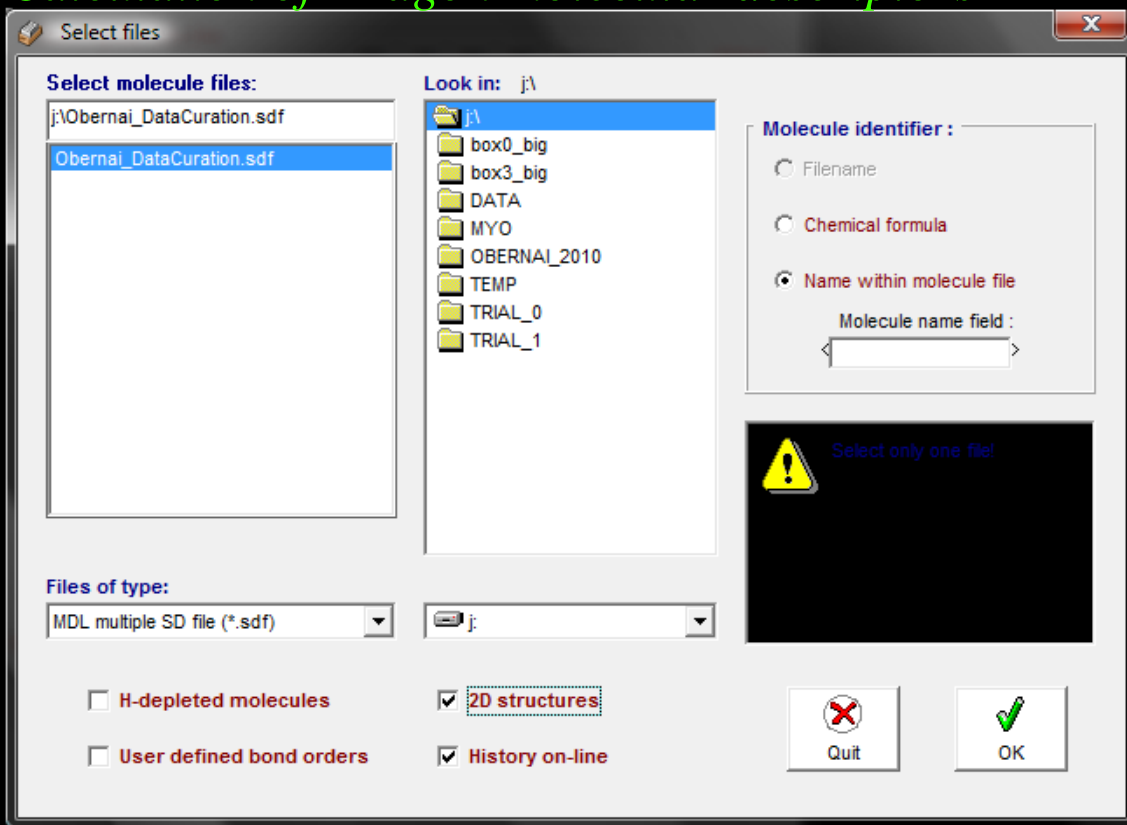 Select files
Select molecule files:
j:\Obernai_DataCuration.sdf
Obernai_DataCuration.sdf
Files of type:
MDL multiple SD file (*.sdf)
Look in: j:\
j:\
box0_big
box3_big
DATA
MYO
OBERNAI_2010
TEMP
TRIAL_0
TRIAL_1
j:
Molecule identifier :
Filename
Chemical formula
Name within molecule file
Molecule name field :
< >
Select only one file!
H-depleted molecules
2D structures
User defined bond orders
History on-line
Quit
OK